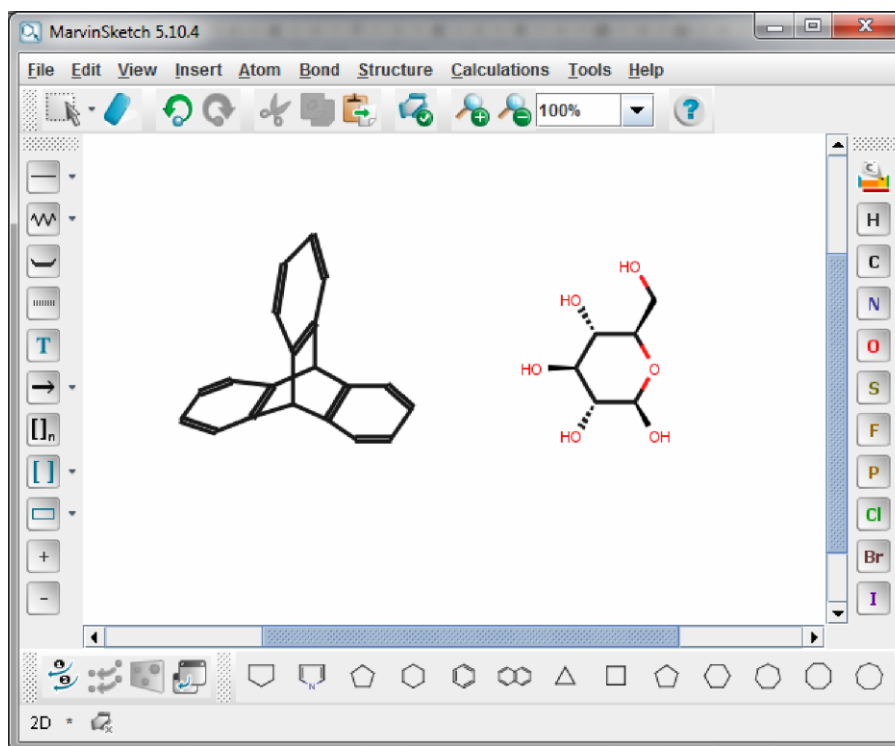 MarvinSketch 5.10.4
File Edit View Insert Atom Bond Structure Calculations Tools Help
100% ?
H
C
N
T
O
S
[]n
F
[ ]
P
Cl
+
Br
-
I
HO
HO
HO
O
HO
OH
N
2D *